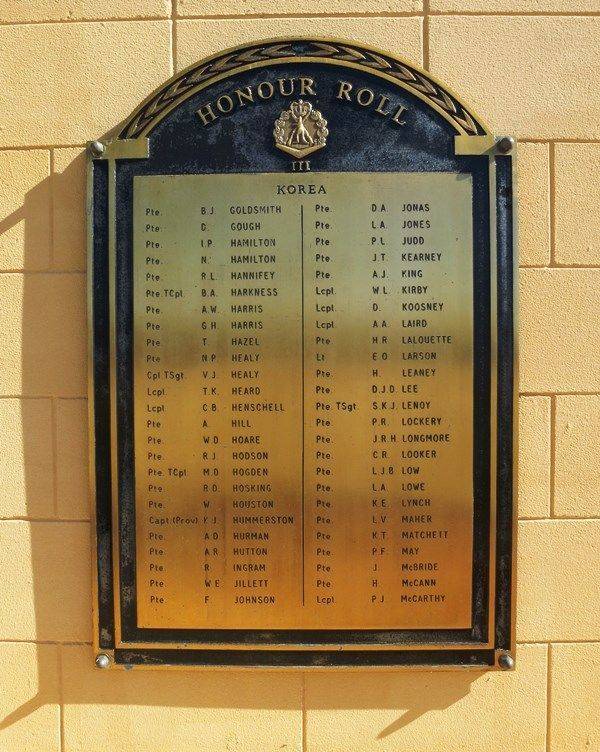 HONOUR ROLL
III
KOREA
Pte. B.J. GOLDSMITH
Pte. D. GOUGH
Pte. I.P. HAMILTON
Pte. N. HAMILTON
Pte. R.L. HANNIFEY
Pte. TCpl. B.A. HARKNESS
Pte. A.W. HARRIS
Pte. G.H. HARRIS
Pte. T. HAZEL
Pte. N.P. HEALY
Cpl. TSgt. V.J. HEALY
Lcpl. T.K. HEARD
Lcpl. C.B. HENSCHELL
Pte. A. HILL
Pte. W.D. HOARE
Pte. R.J. HODSON
Pte. TCpl. M.O. HOGDEN
Pte. R.D. HOSKING
Pte. W. HOUSTON
Capt.(Prov) K.J. HUMMERSTON
Pte. A.D. HURMAN
Pte. A.R. HUTTON
Pte. R. INGRAM
Pte. W.E. JILLETT
Pte. F. JOHNSON
Pte. D.A. JONAS
Pte. L.A. JONES
Pte. P.L. JUDD
Pte. J.T. KEARNEY
Pte. A.J. KING
Lcpl. W.L. KIRBY
Lcpl. D. KOOSNEY
Lcpl. A.A. LAIRD
Pte. H.R. LALOUETTE
Lt. E.O. LARSON
Pte. H. LEANEY
Pte. D.J.D. LEE
Pte. TSgt. S.K.J. LENOY
Pte. P.R. LOCKERY
Pte. J.R.H. LONGMORE
Pte. C.R. LOOKER
Pte. L.J.B. LOW
Pte. L.A. LOWE
Pte. K.E. LYNCH
Pte. L.V. MAHER
Pte. K.T. MATCHETT
Pte. P.F. MAY
Pte. J. McBRIDE
Pte. H. McCANN
Lcpl. P.J. McCARTHY